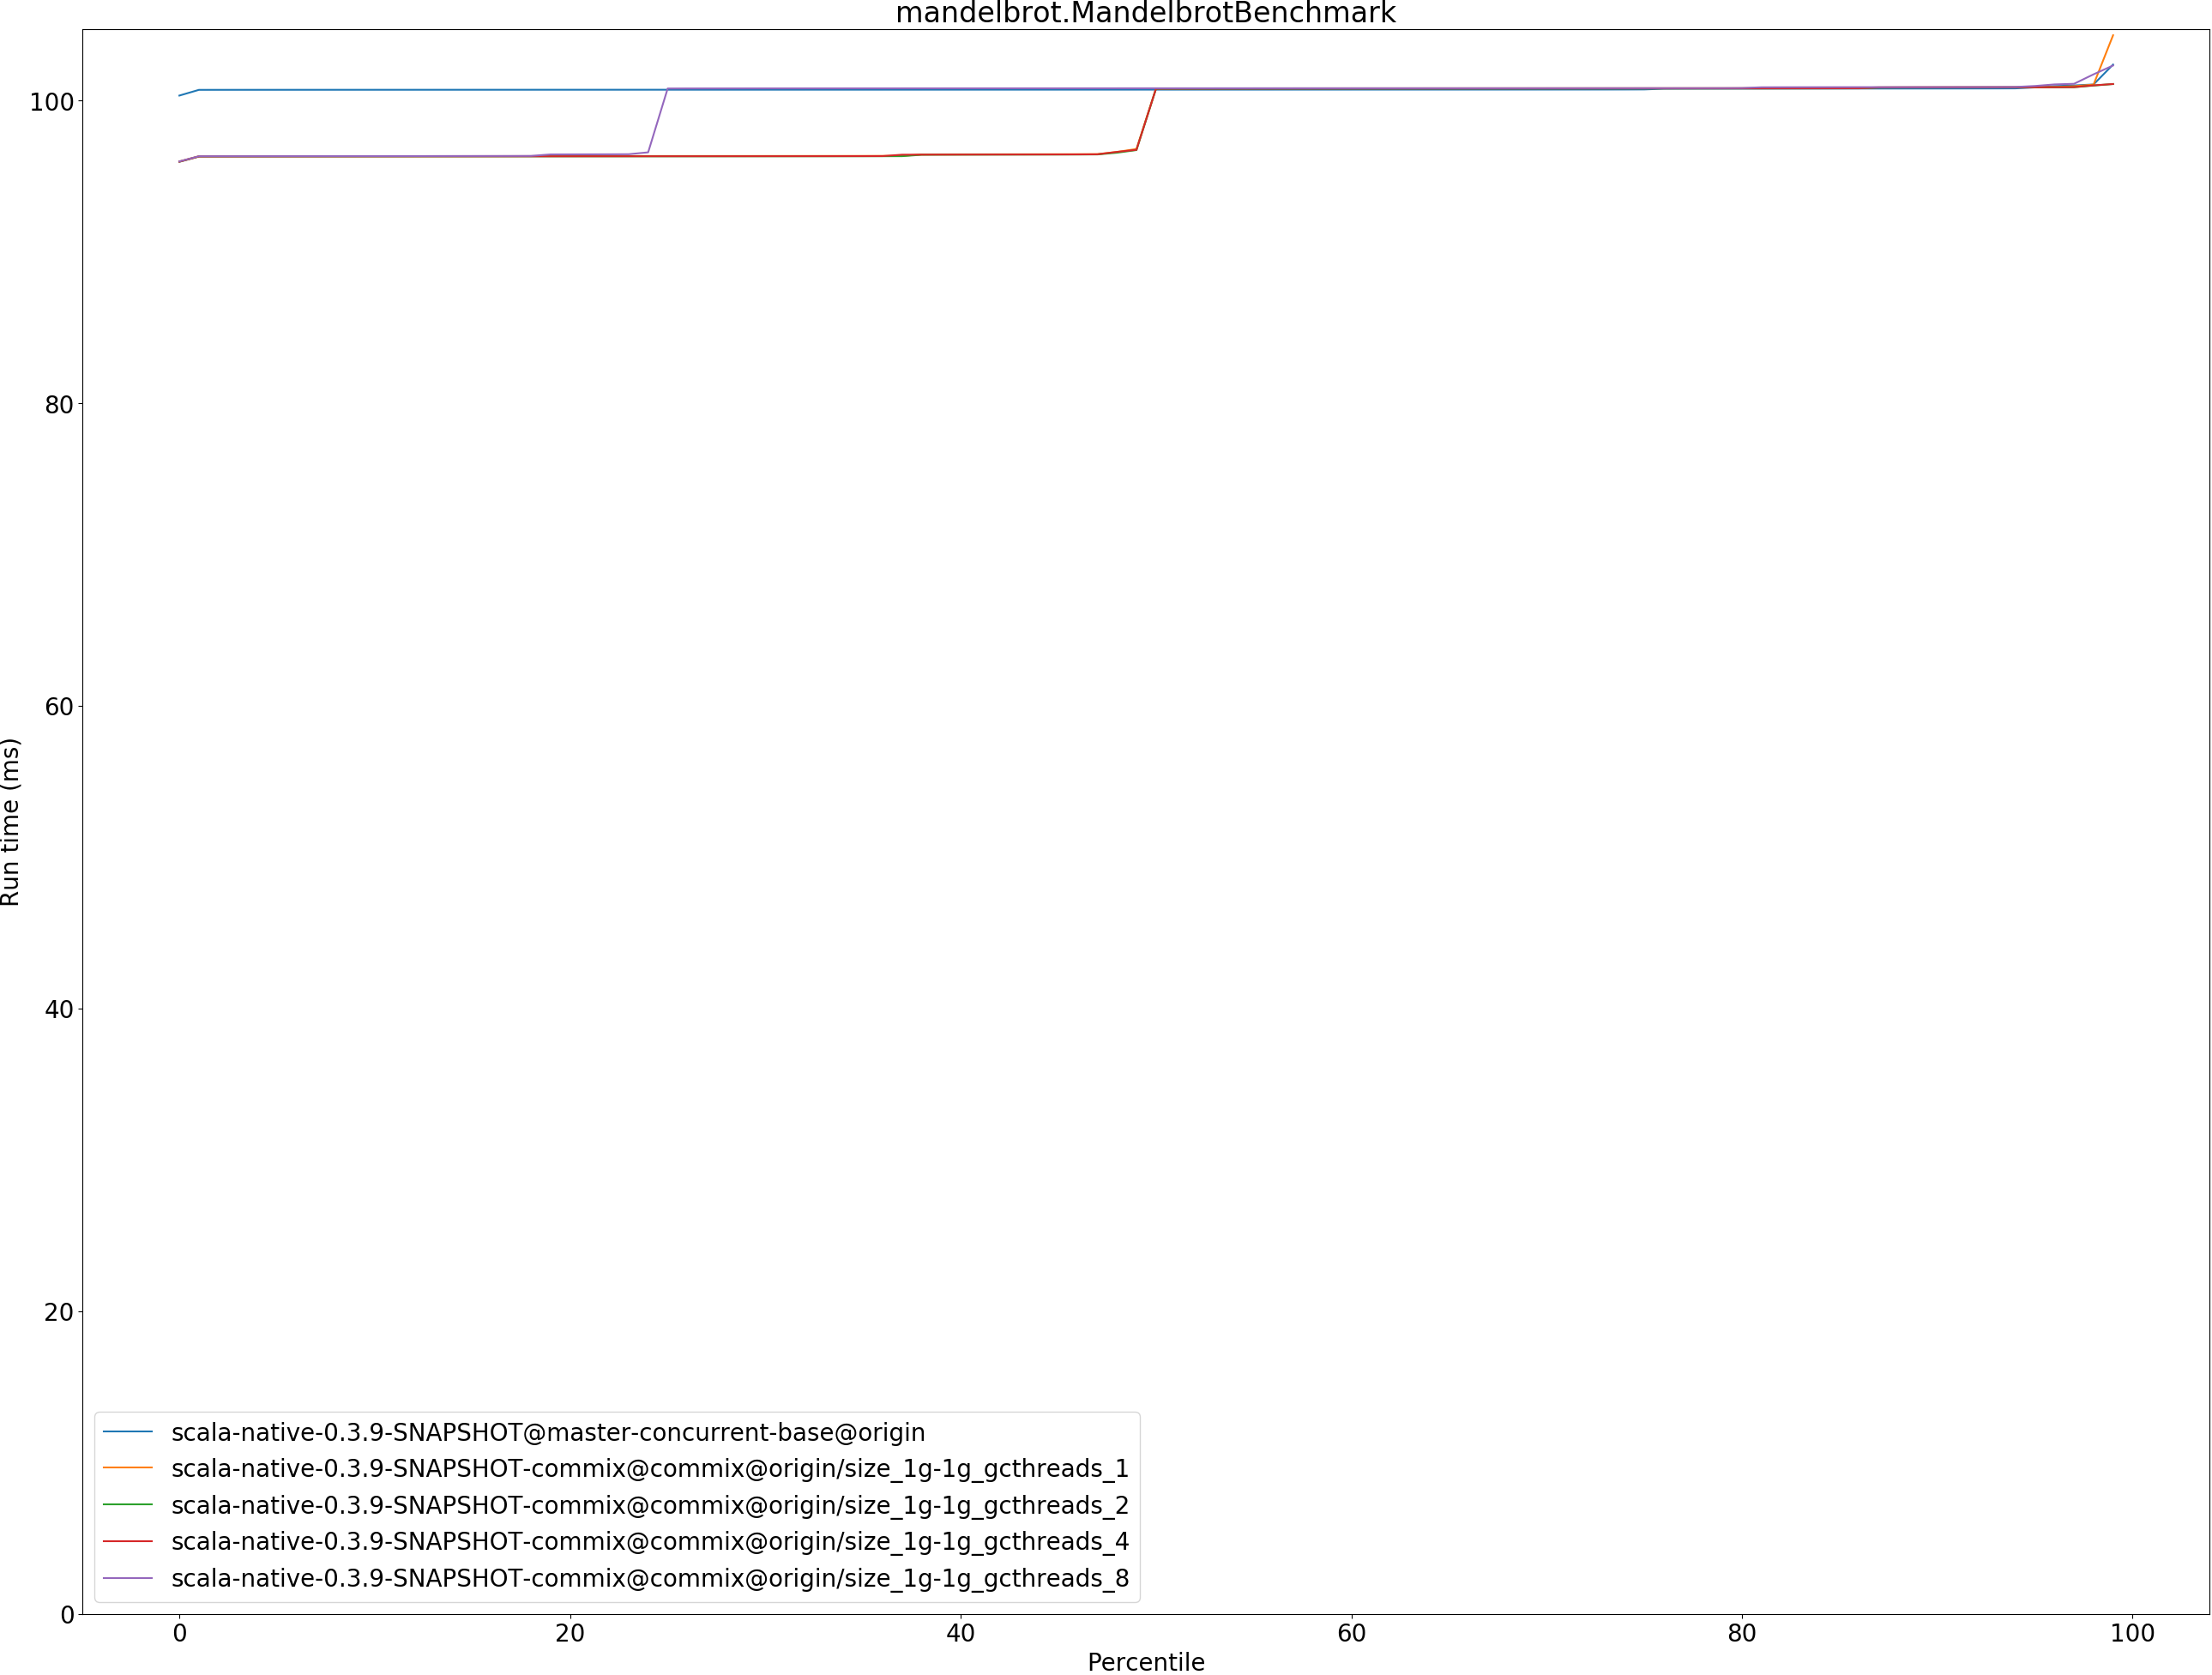 mandelbrot.MandelbrotBenchmark
100
80
60
40
20
0
Run time (ms)
scala-native-0.3.9-SNAPSHOT@master-concurrent-base@origin
scala-native-0.3.9-SNAPSHOT-commix@commix@origin/size_1g-1g_gcthreads_1
scala-native-0.3.9-SNAPSHOT-commix@commix@origin/size_1g-1g_gcthreads_2
scala-native-0.3.9-SNAPSHOT-commix@commix@origin/size_1g-1g_gcthreads_4
scala-native-0.3.9-SNAPSHOT-commix@commix@origin/size_1g-1g_gcthreads_8
0 20 40 60 80 100
Percentile